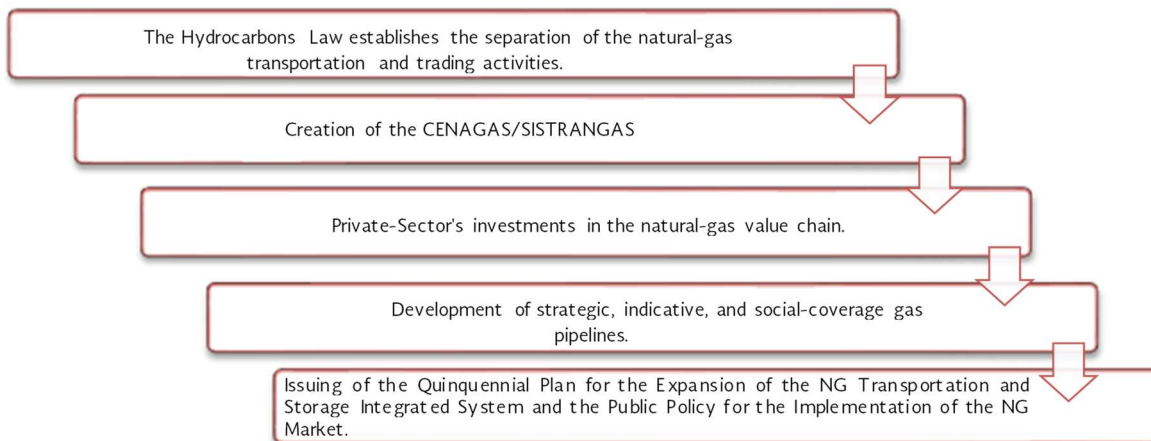 The Hydrocarbons Law establishes the separation of the natural-gas
transportation and trading activities.
Creation of the CENAGAS/SISTRANGAS
Private-Sector's investments in the natural-gas value chain.
Development of strategic, indicative, and social-coverage gas
pipelines.
Issuing of the Quinquennial Plan for the Expansion of the NG Transportation and
Storage Integrated System and the Public Policy for the Implementation of the NG
Market.